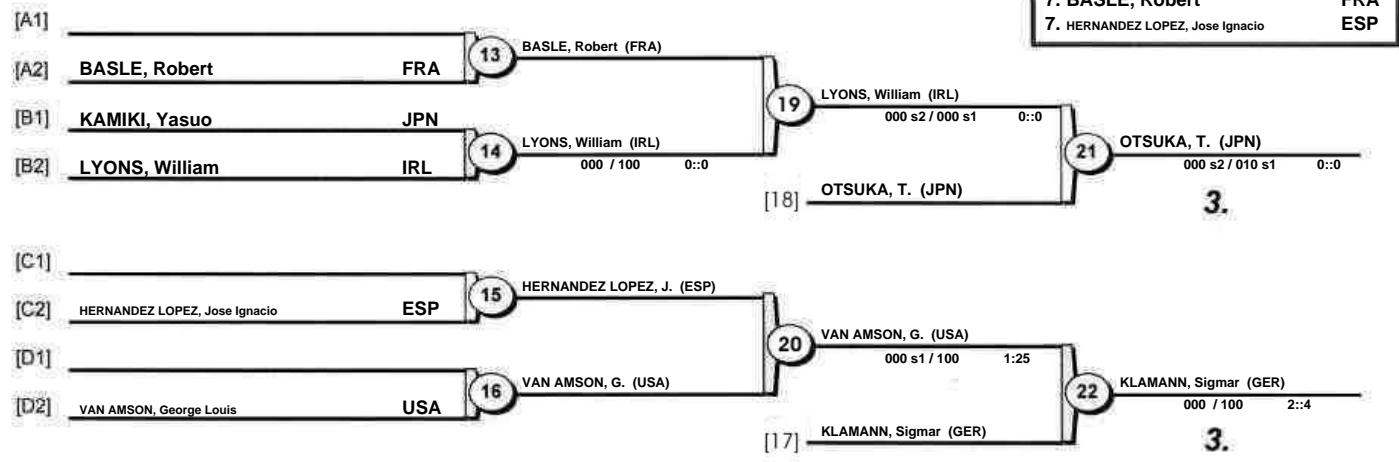 7. BASLE, Robert FRA
7. HERNANDEZ LOPEZ, Jose Ignacio ESP
[A1]
13 BASLE, Robert (FRA)
[A2] BASLE, Robert FRA
19 LYONS, William (IRL)
000 s2 / 000 s1 0::0
[B1] KAMIKI, Yasuo JPN
14 LYONS, William (IRL)
000 / 100 0::0
[B2] LYONS, William IRL
21 OTSUKA, T. (JPN)
000 s2 / 010 s1 0::0
[18] OTSUKA, T. (JPN)
3.
[C1]
15 HERNANDEZ LOPEZ, J. (ESP)
[C2] HERNANDEZ LOPEZ, Jose Ignacio ESP
20 VAN AMSON, G. (USA)
000 s1 / 100 1:25
[D1]
16 VAN AMSON, G. (USA)
[D2] VAN AMSON, George Louis USA
22 KLAMANN, Sigmar (GER)
000 / 100 2::4
[17] KLAMANN, Sigmar (GER)
3.